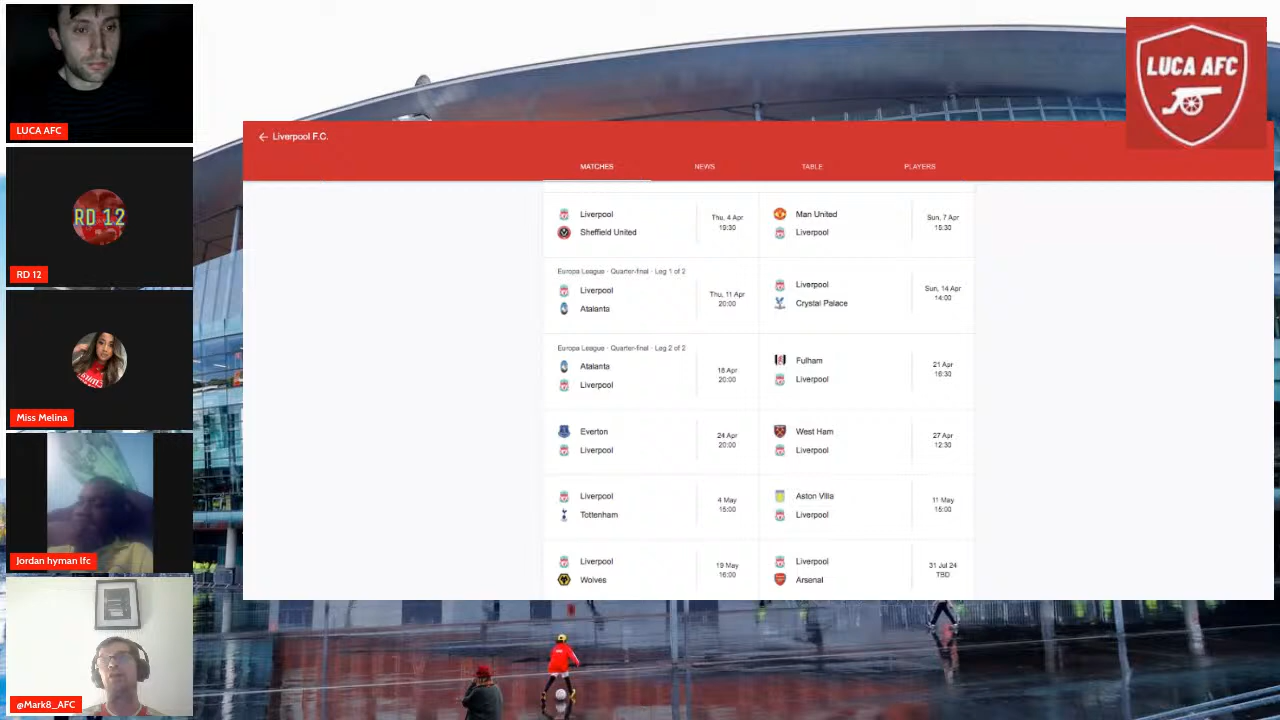 LUCA AFC
RD 12
RD 12
Miss Melina
Jordan hyman lfc
@Mark8_AFC
LUCA AFC
← Liverpool F.C.
MATCHES NEWS TABLE PLAYERS
Liverpool
Sheffield United
Thu, 4 Apr
19:30
Man United
Liverpool
Sun, 7 Apr
15:30
Europa League · Quarter-final · Leg 1 of 2
Liverpool
Atalanta
Thu, 11 Apr
20:00
Liverpool
Crystal Palace
Sun, 14 Apr
14:00
Europa League · Quarter-final · Leg 2 of 2
Atalanta
Liverpool
18 Apr
20:00
Fulham
Liverpool
21 Apr
16:30
Everton
Liverpool
24 Apr
20:00
West Ham
Liverpool
27 Apr
12:30
Liverpool
Tottenham
4 May
15:00
Aston Villa
Liverpool
11 May
15:00
Liverpool
Wolves
19 May
16:00
Liverpool
Arsenal
31 Jul 24
TBD